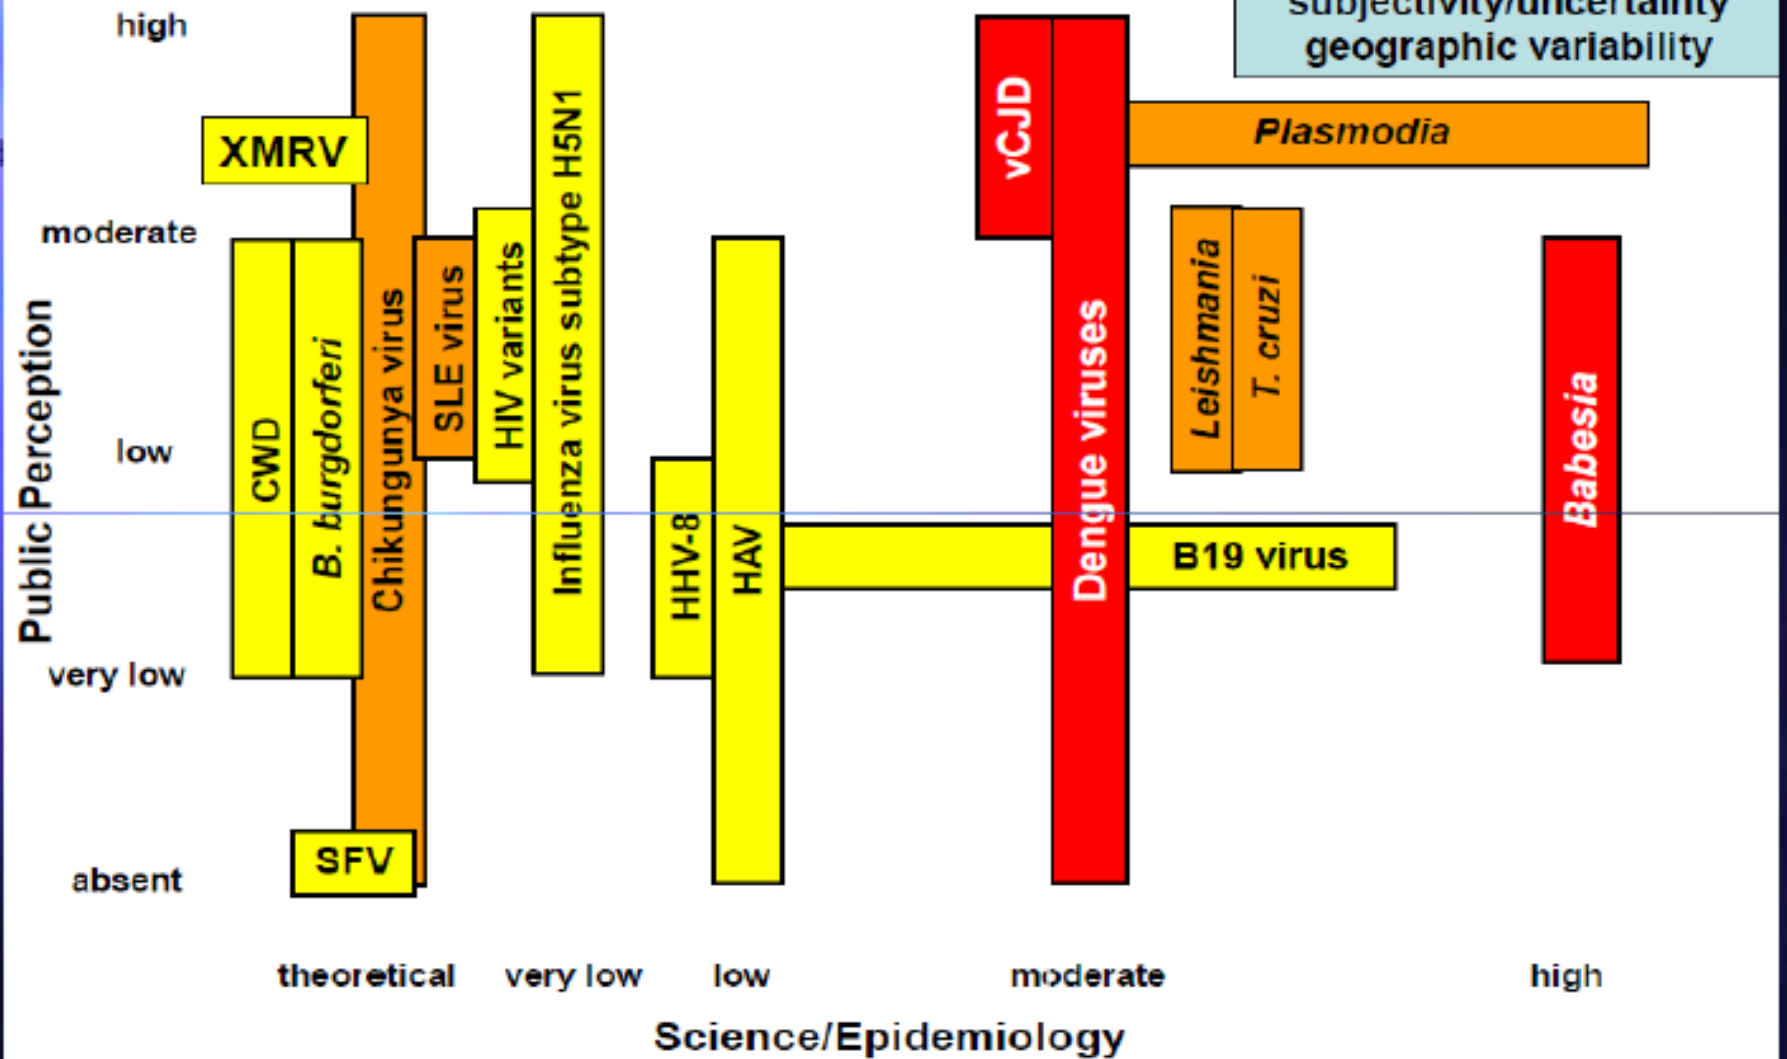 subjectivity/uncertainty
geographic variability
high
moderate
low
very low
absent
Public Perception
XMRV
CWD
B. burgdorferi
Chikungunya virus
SLE virus
HIV variants
Influenza virus subtype H5N1
HHV-8
HAV
vCJD
Dengue viruses
Plasmodia
Leishmania
T. cruzi
Babesia
B19 virus
SFV
theoretical
very low
low
moderate
high
Science/Epidemiology